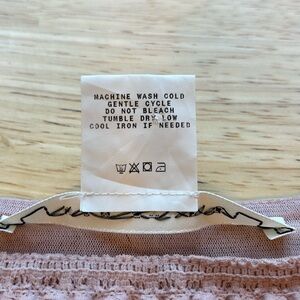 MACHINE WASH COLD
GENTLE CYCLE
DO NOT BLEACH
TUMBLE DRY LOW
COOL IRON IF NEEDED